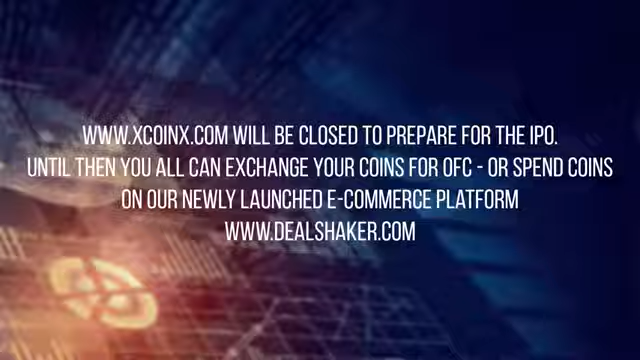 WWW.XCOINX.COM WILL BE CLOSED TO PREPARE FOR THE IPO.
UNTIL THEN YOU ALL CAN EXCHANGE YOUR COINS FOR OFC - OR SPEND COINS
ON OUR NEWLY LAUNCHED E-COMMERCE PLATFORM
WWW.DEALSHAKER.COM